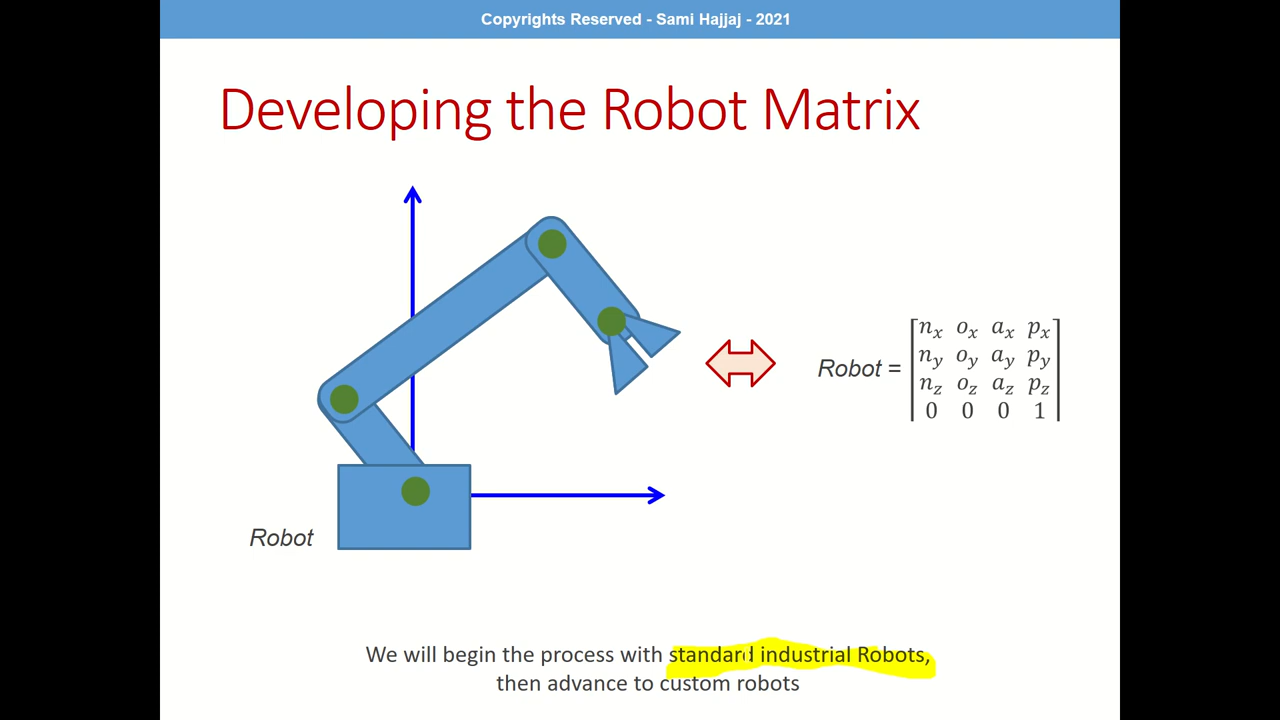 Copyrights Reserved - Sami Hajjaj - 2021
Developing the Robot Matrix
Robot
Robot =
nx ox ax px
ny oy ay py
nz oz az pz
0 0 0 1
We will begin the process with standard industrial Robots,
then advance to custom robots